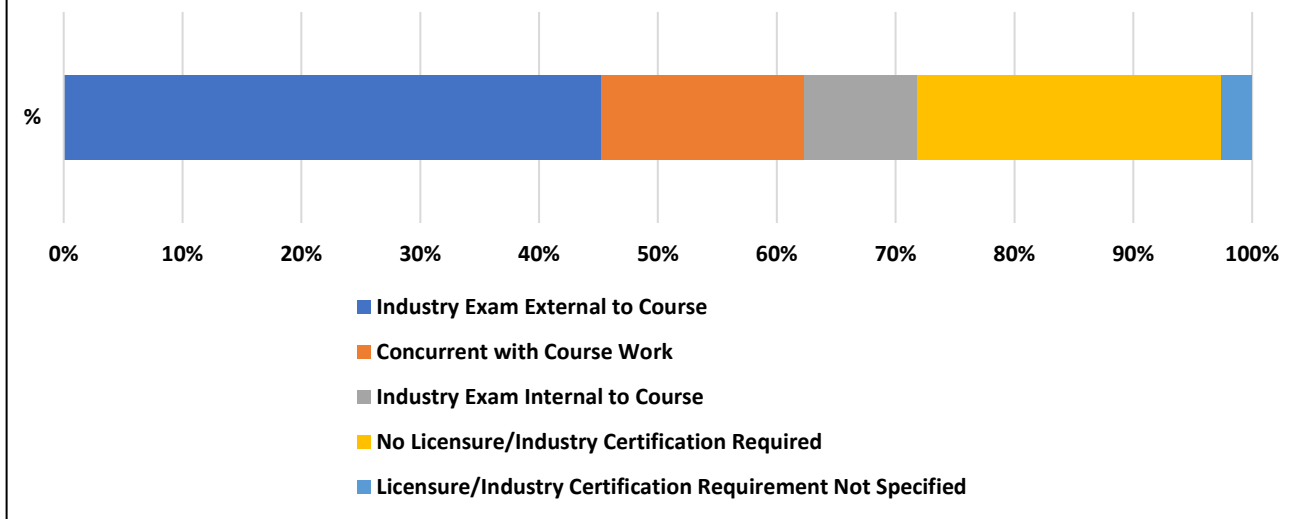 %
0% 10% 20% 30% 40% 50% 60% 70% 80% 90% 100%
Industry Exam External to Course
Concurrent with Course Work
Industry Exam Internal to Course
No Licensure/Industry Certification Required
Licensure/Industry Certification Requirement Not Specified